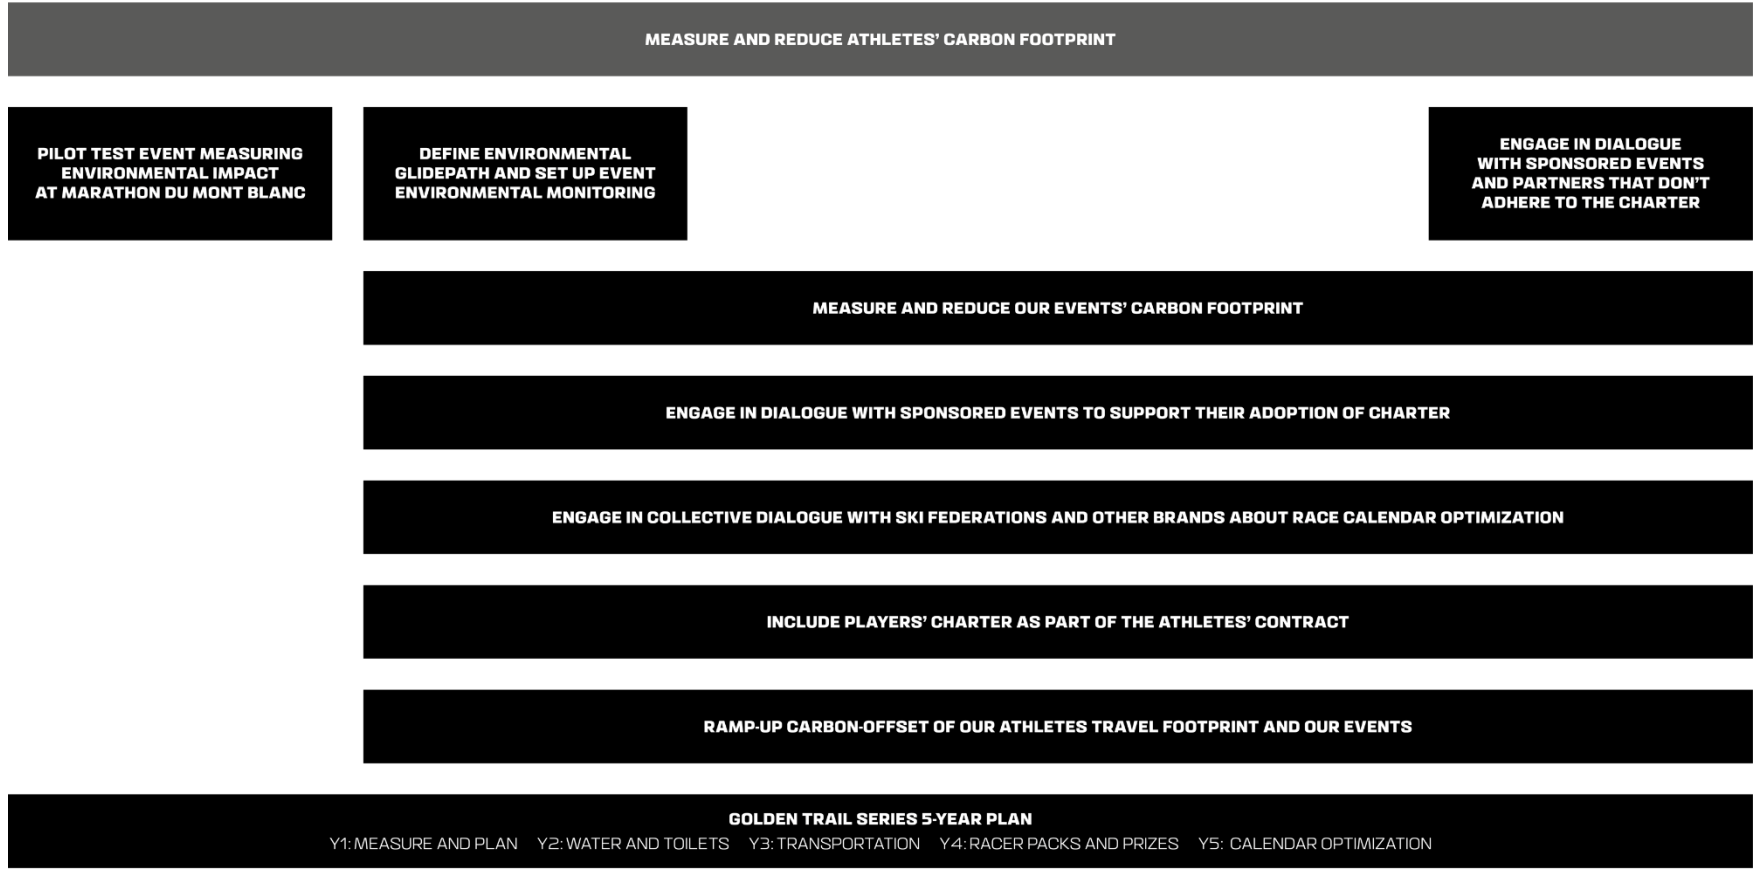 MEASURE AND REDUCE ATHLETES' CARBON FOOTPRINT
PILOT TEST EVENT MEASURING
ENVIRONMENTAL IMPACT
AT MARATHON DU MONT BLANC
DEFINE ENVIRONMENTAL
GLIDEPATH AND SET UP EVENT
ENVIRONMENTAL MONITORING
ENGAGE IN DIALOGUE
WITH SPONSORED EVENTS
AND PARTNERS THAT DON'T
ADHERE TO THE CHARTER
MEASURE AND REDUCE OUR EVENTS' CARBON FOOTPRINT
ENGAGE IN DIALOGUE WITH SPONSORED EVENTS TO SUPPORT THEIR ADOPTION OF CHARTER
ENGAGE IN COLLECTIVE DIALOGUE WITH SKI FEDERATIONS AND OTHER BRANDS ABOUT RACE CALENDAR OPTIMIZATION
INCLUDE PLAYERS' CHARTER AS PART OF THE ATHLETES' CONTRACT
RAMP-UP CARBON-OFFSET OF OUR ATHLETES TRAVEL FOOTPRINT AND OUR EVENTS
GOLDEN TRAIL SERIES 5-YEAR PLAN
Y1: MEASURE AND PLAN Y2: WATER AND TOILETS Y3: TRANSPORTATION Y4: RACER PACKS AND PRIZES Y5: CALENDAR OPTIMIZATION